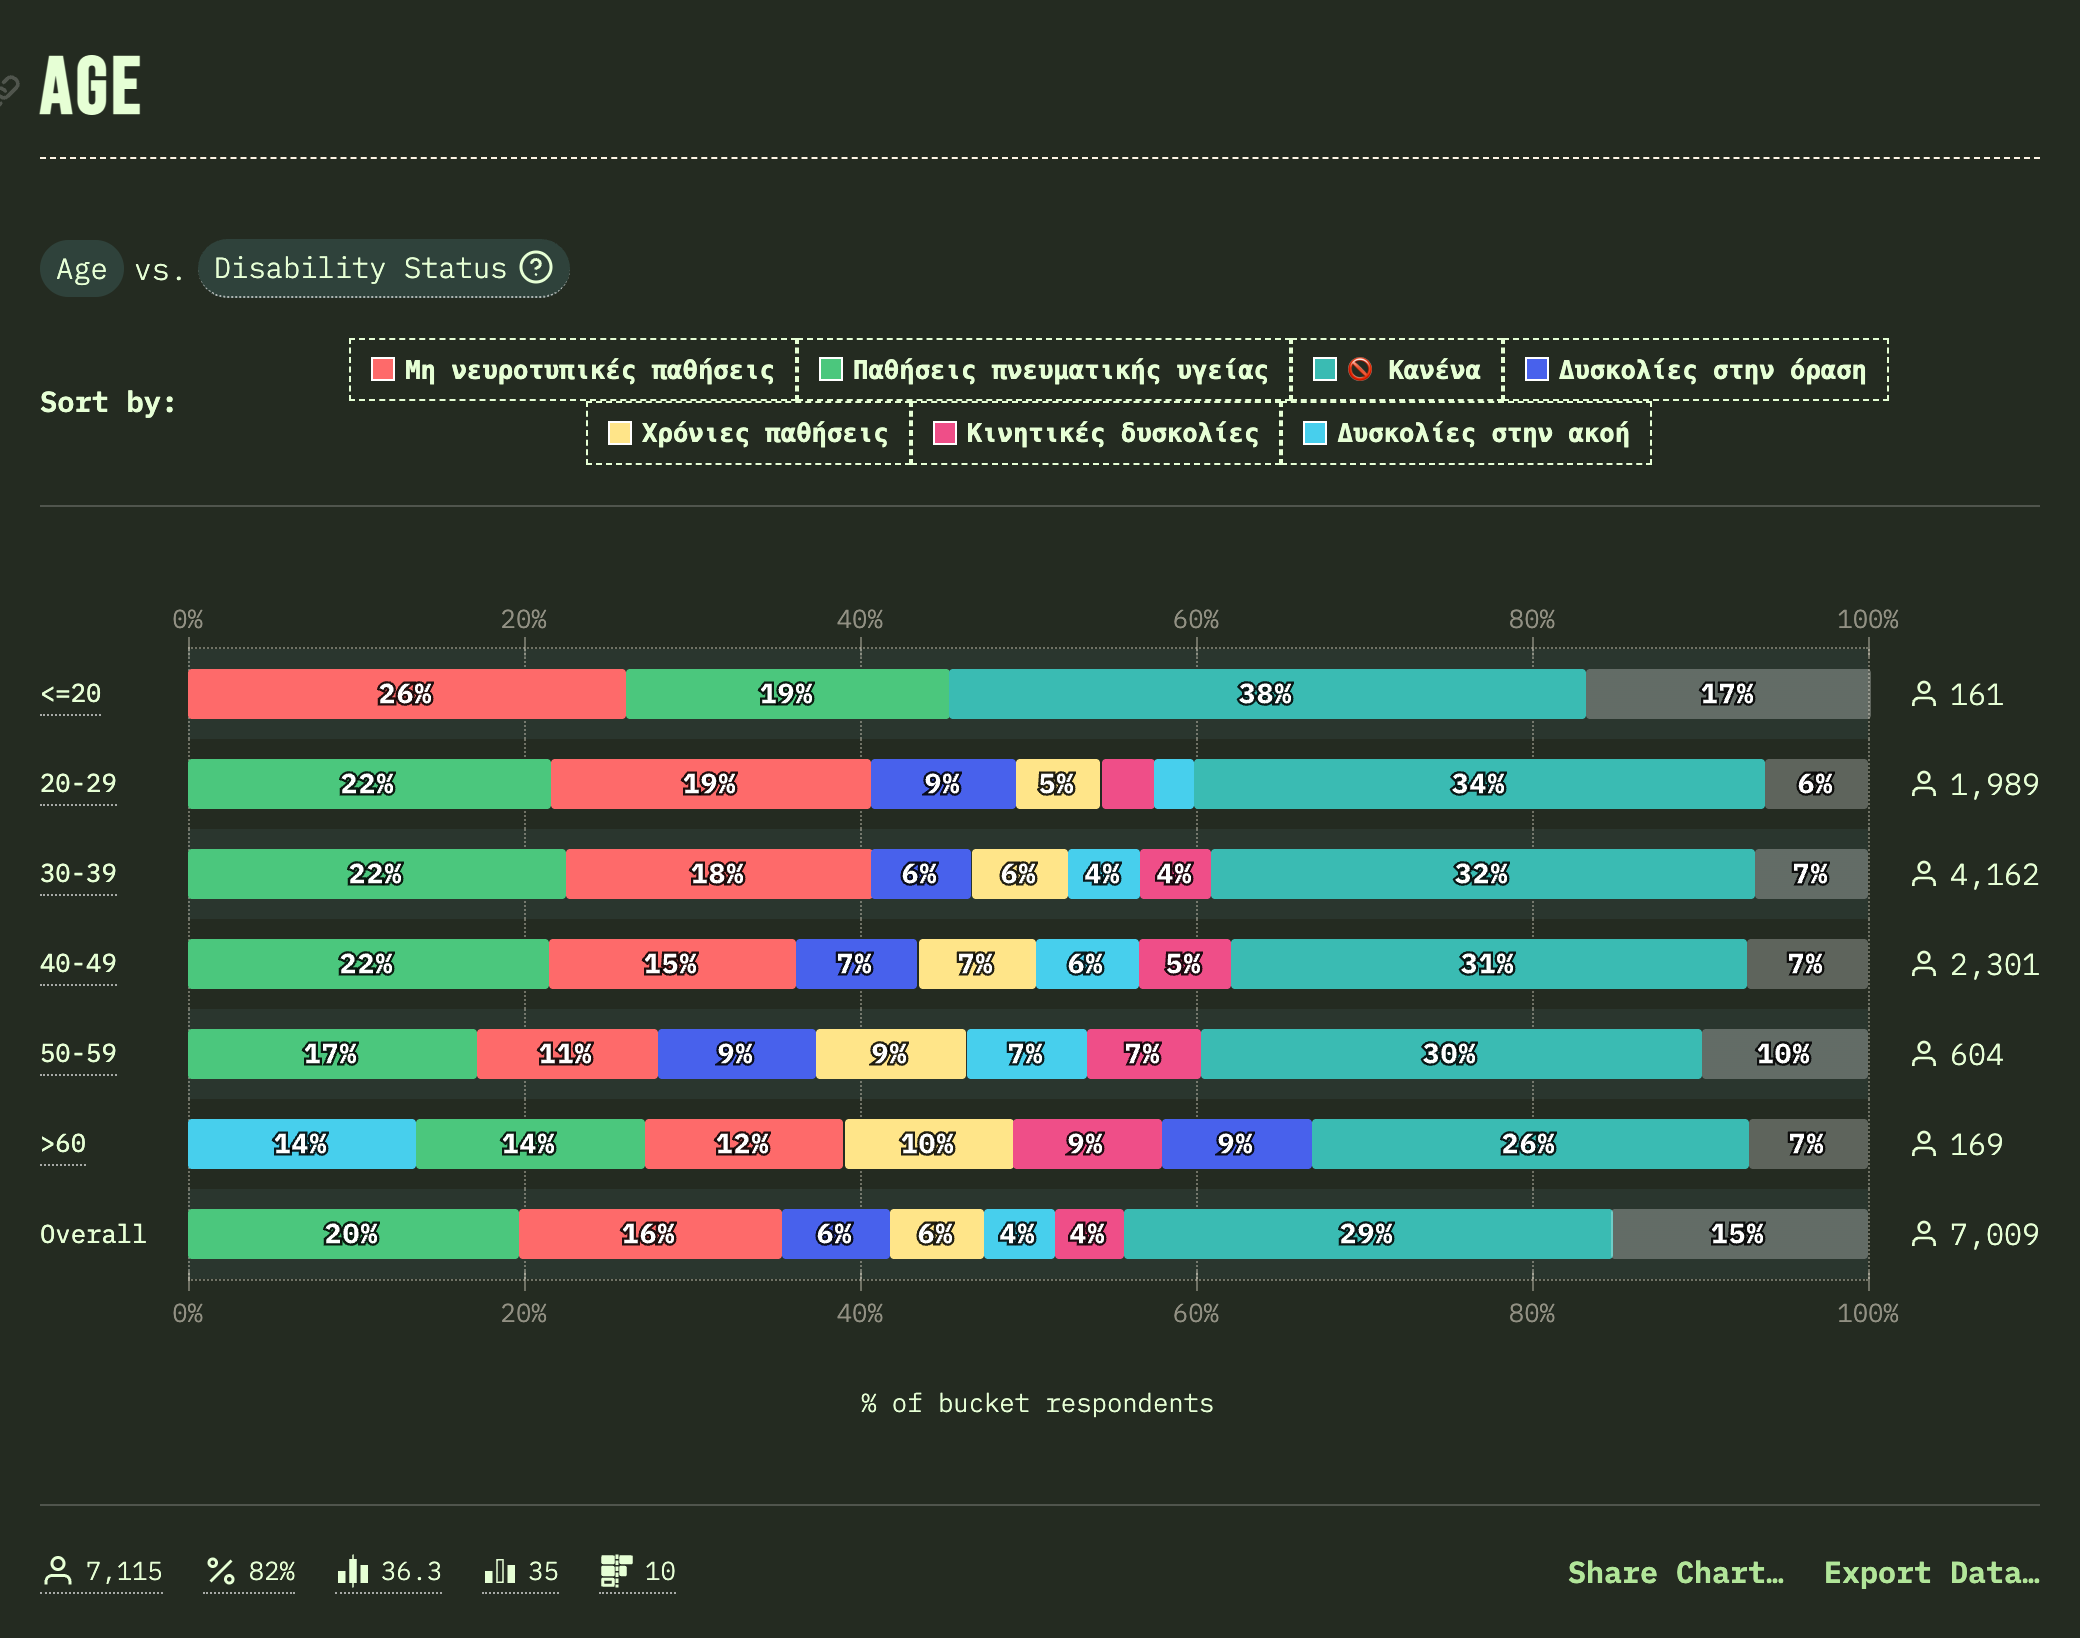 AGE
Age vs. Disability Status ?
Sort by:
Μη νευροτυπικές παθήσεις Παθήσεις πνευματικής υγείας 🚫 Κανένα Δυσκολίες στην όραση
Χρόνιες παθήσεις Κινητικές δυσκολίες Δυσκολίες στην ακοή
0% 20% 40% 60% 80% 100%
<=20 26% 19% 38% 17% 161
20-29 22% 19% 9% 5% 34% 6% 1,989
30-39 22% 18% 6% 6% 4% 4% 32% 7% 4,162
40-49 22% 15% 7% 7% 6% 5% 31% 7% 2,301
50-59 17% 11% 9% 9% 7% 7% 30% 10% 604
>60 14% 14% 12% 10% 9% 9% 26% 7% 169
Overall 20% 16% 6% 6% 4% 4% 29% 15% 7,009
0% 20% 40% 60% 80% 100%
% of bucket respondents
7,115 82% 36.3 35 10 Share Chart… Export Data…